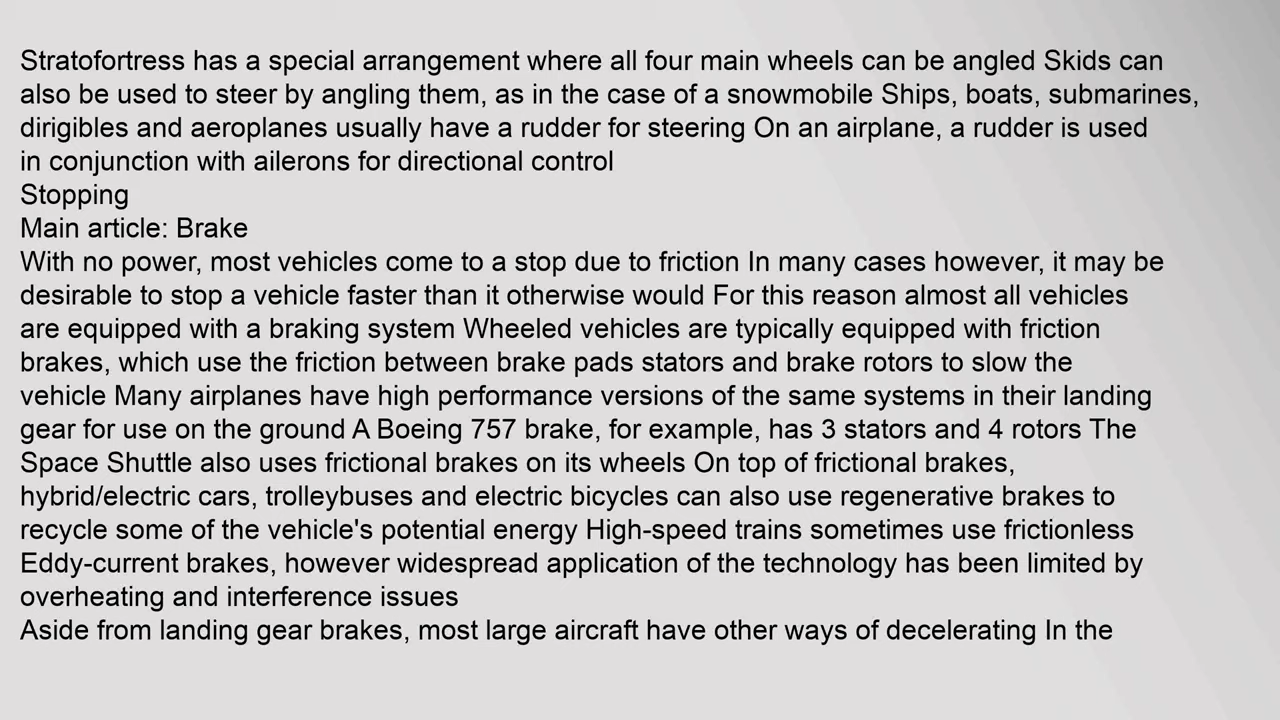 Stratofortress has a special arrangement where all four main wheels can be angled Skids can
also be used to steer by angling them, as in the case of a snowmobile Ships, boats, submarines,
dirigibles and aeroplanes usually have a rudder for steering On an airplane, a rudder is used
in conjunction with ailerons for directional control
Stopping
Main article: Brake
With no power, most vehicles come to a stop due to friction In many cases however, it may be
desirable to stop a vehicle faster than it otherwise would For this reason almost all vehicles
are equipped with a braking system Wheeled vehicles are typically equipped with friction
brakes, which use the friction between brake pads stators and brake rotors to slow the
vehicle Many airplanes have high performance versions of the same systems in their landing
gear for use on the ground A Boeing 757 brake, for example, has 3 stators and 4 rotors The
Space Shuttle also uses frictional brakes on its wheels On top of frictional brakes,
hybrid/electric cars, trolleybuses and electric bicycles can also use regenerative brakes to
recycle some of the vehicle's potential energy High-speed trains sometimes use frictionless
Eddy-current brakes, however widespread application of the technology has been limited by
overheating and interference issues
Aside from landing gear brakes, most large aircraft have other ways of decelerating In the